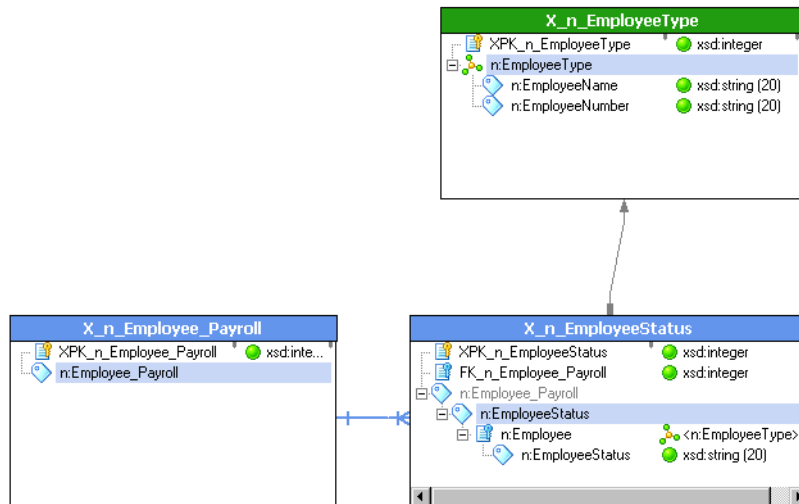 X_n_EmployeeType
XPK_n_EmployeeType xsd:integer
n:EmployeeType
n:EmployeeName xsd:string (20)
n:EmployeeNumber xsd:string (20)
X_n_Employee_Payroll
XPK_n_Employee_Payroll xsd:inte...
n:Employee_Payroll
X_n_EmployeeStatus
XPK_n_EmployeeStatus xsd:integer
FK_n_Employee_Payroll xsd:integer
n:Employee_Payroll
n:EmployeeStatus
n:Employee <n:EmployeeType>
n:EmployeeStatus xsd:string (20)